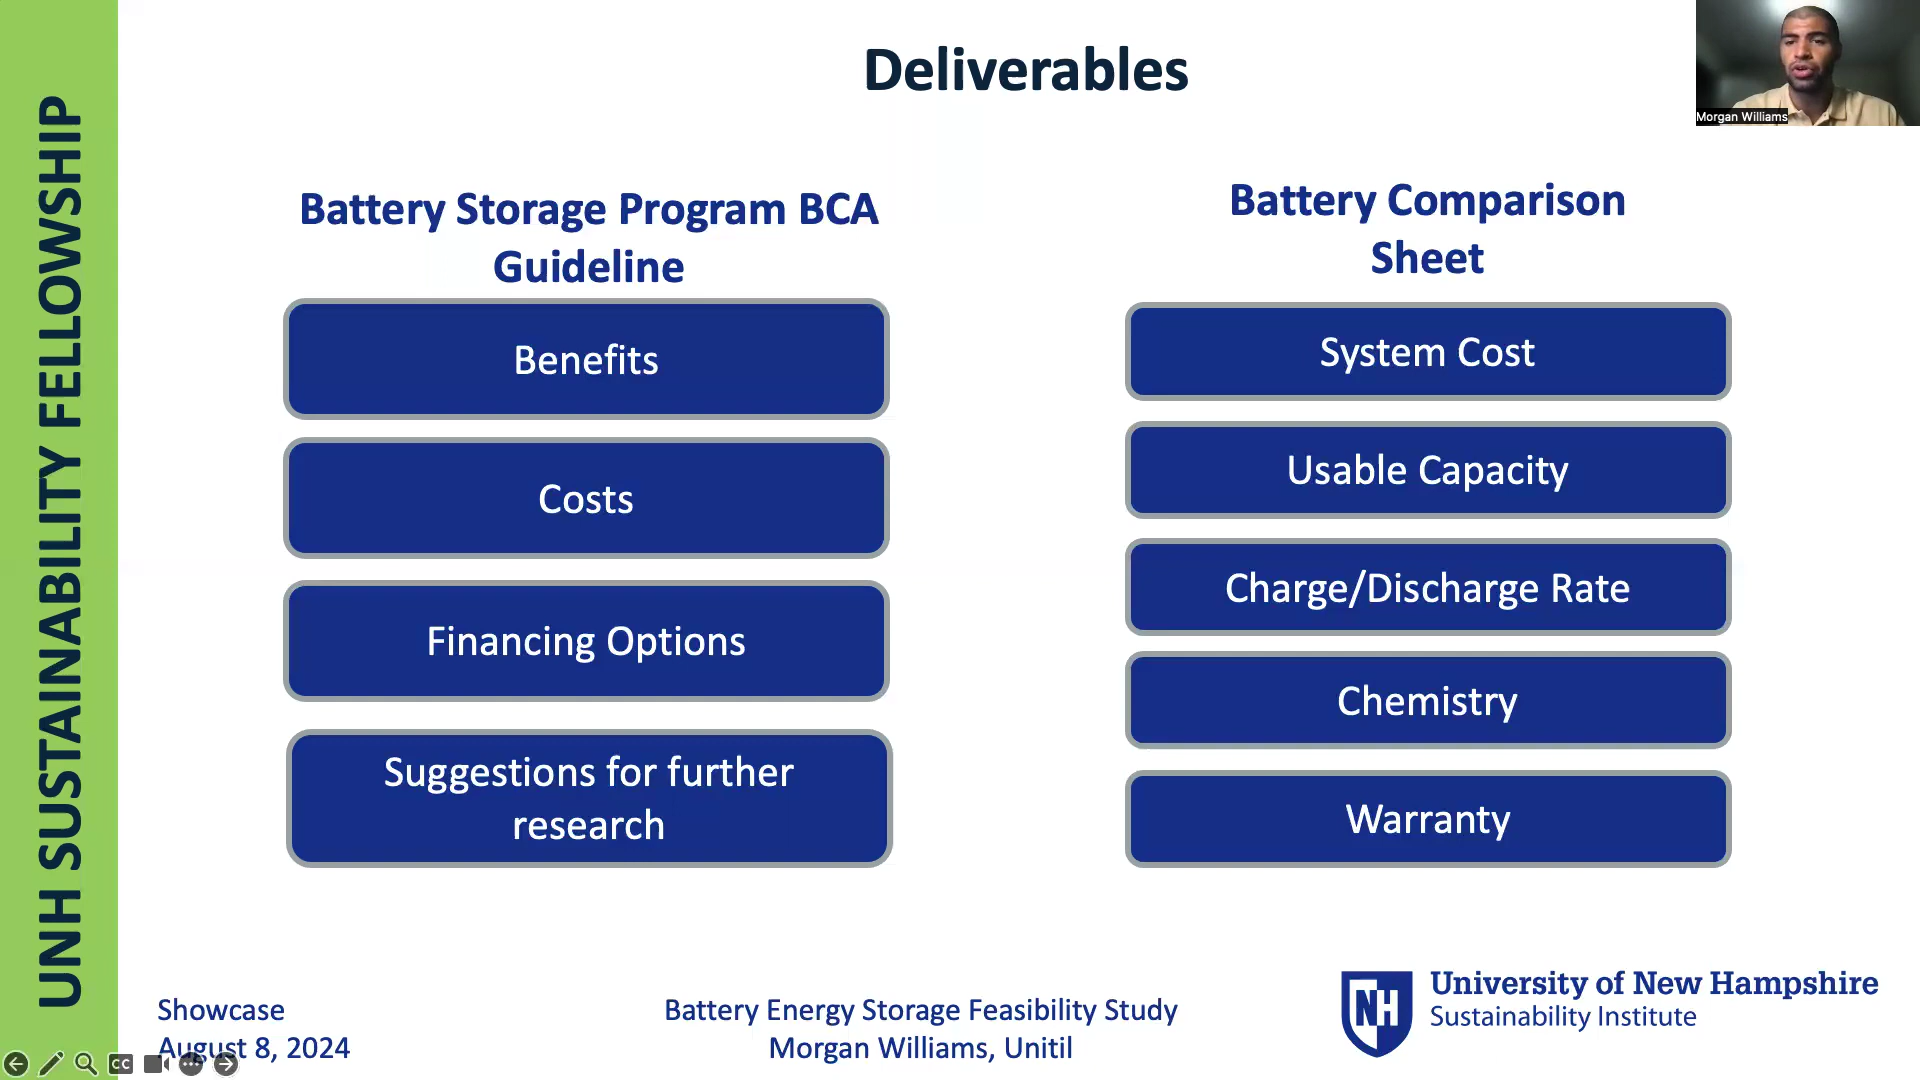 UNH SUSTAINABILITY FELLOWSHIP
Deliverables
Morgan Williams
Battery Storage Program BCA
Guideline
Benefits
Costs
Financing Options
Suggestions for further
research
Battery Comparison
Sheet
System Cost
Usable Capacity
Charge/Discharge Rate
Chemistry
Warranty
Showcase
August 8, 2024
CC
Battery Energy Storage Feasibility Study
Morgan Williams, Unitil
NH
University of New Hampshire
Sustainability Institute